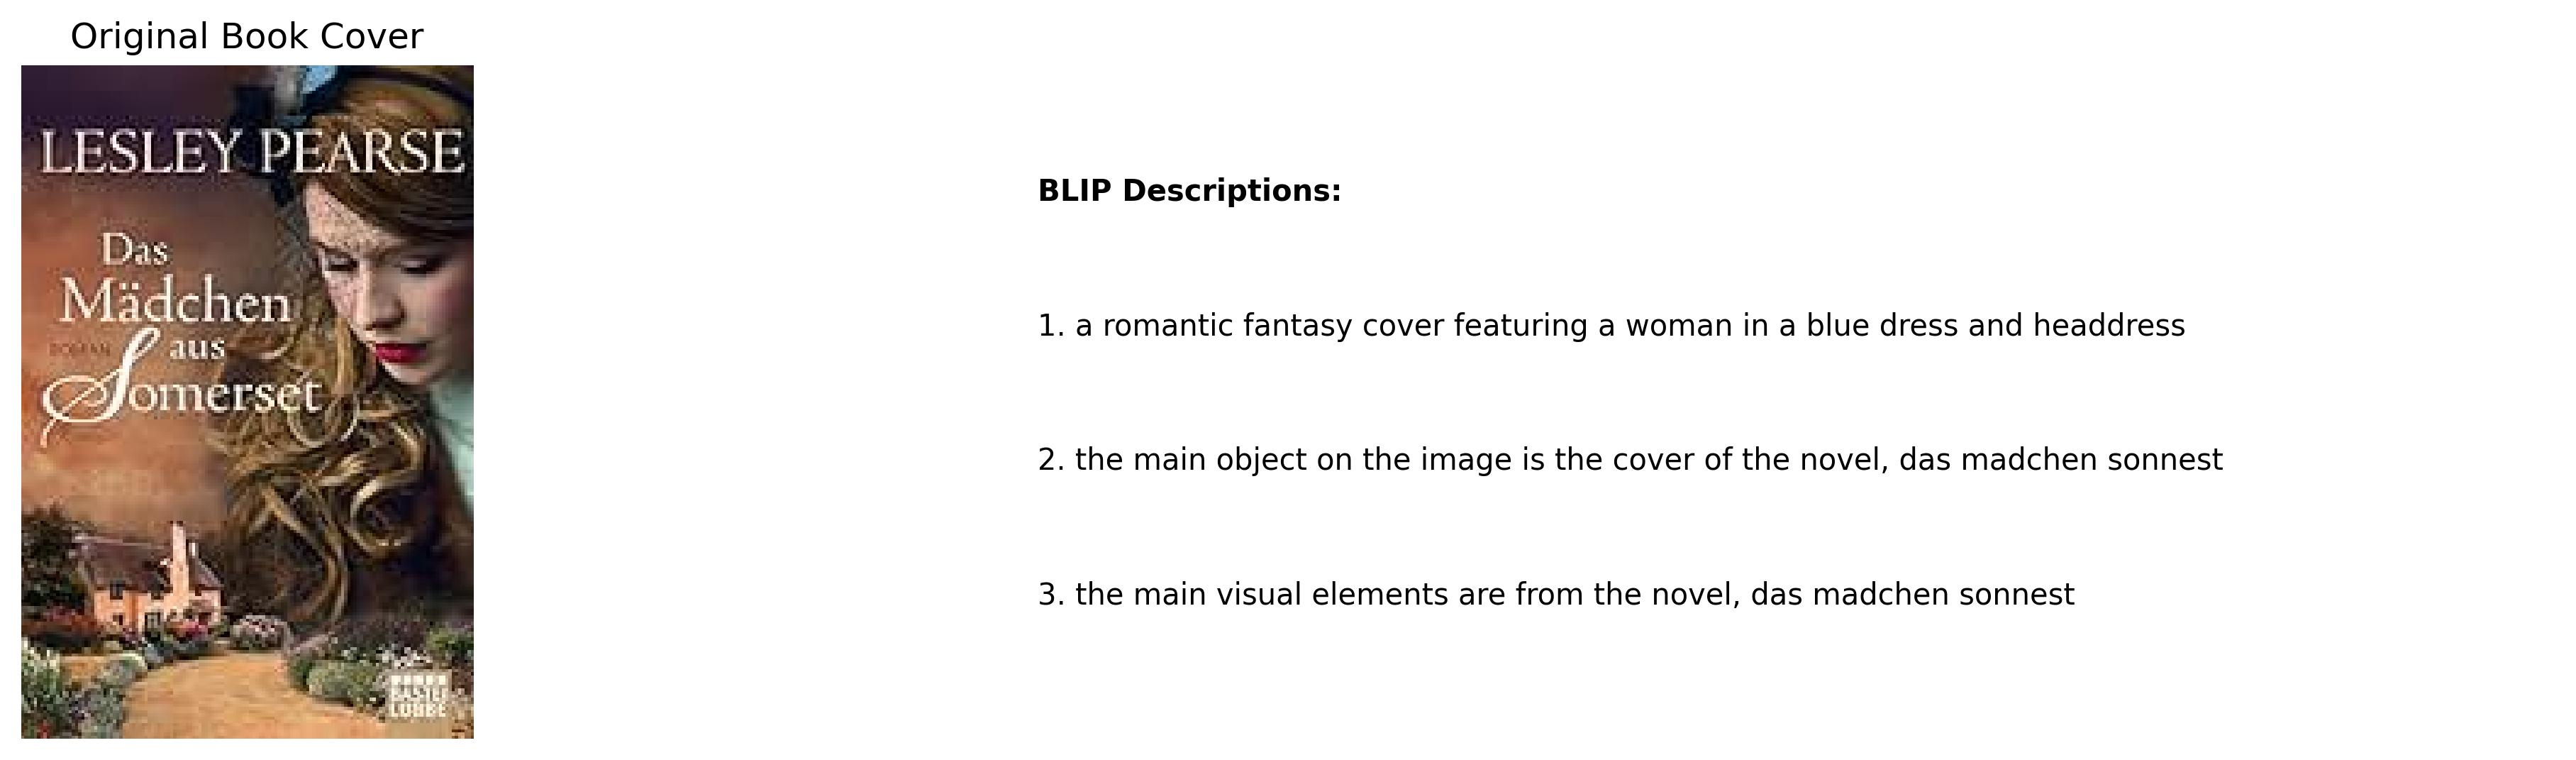 Original Book Cover
LESLEY PEARSE
Das
Mädchen
ROMAN aus
Somerset
BASTEI
LÜBBE
BLIP Descriptions:
1. a romantic fantasy cover featuring a woman in a blue dress and headdress
2. the main object on the image is the cover of the novel, das madchen sonnest
3. the main visual elements are from the novel, das madchen sonnest